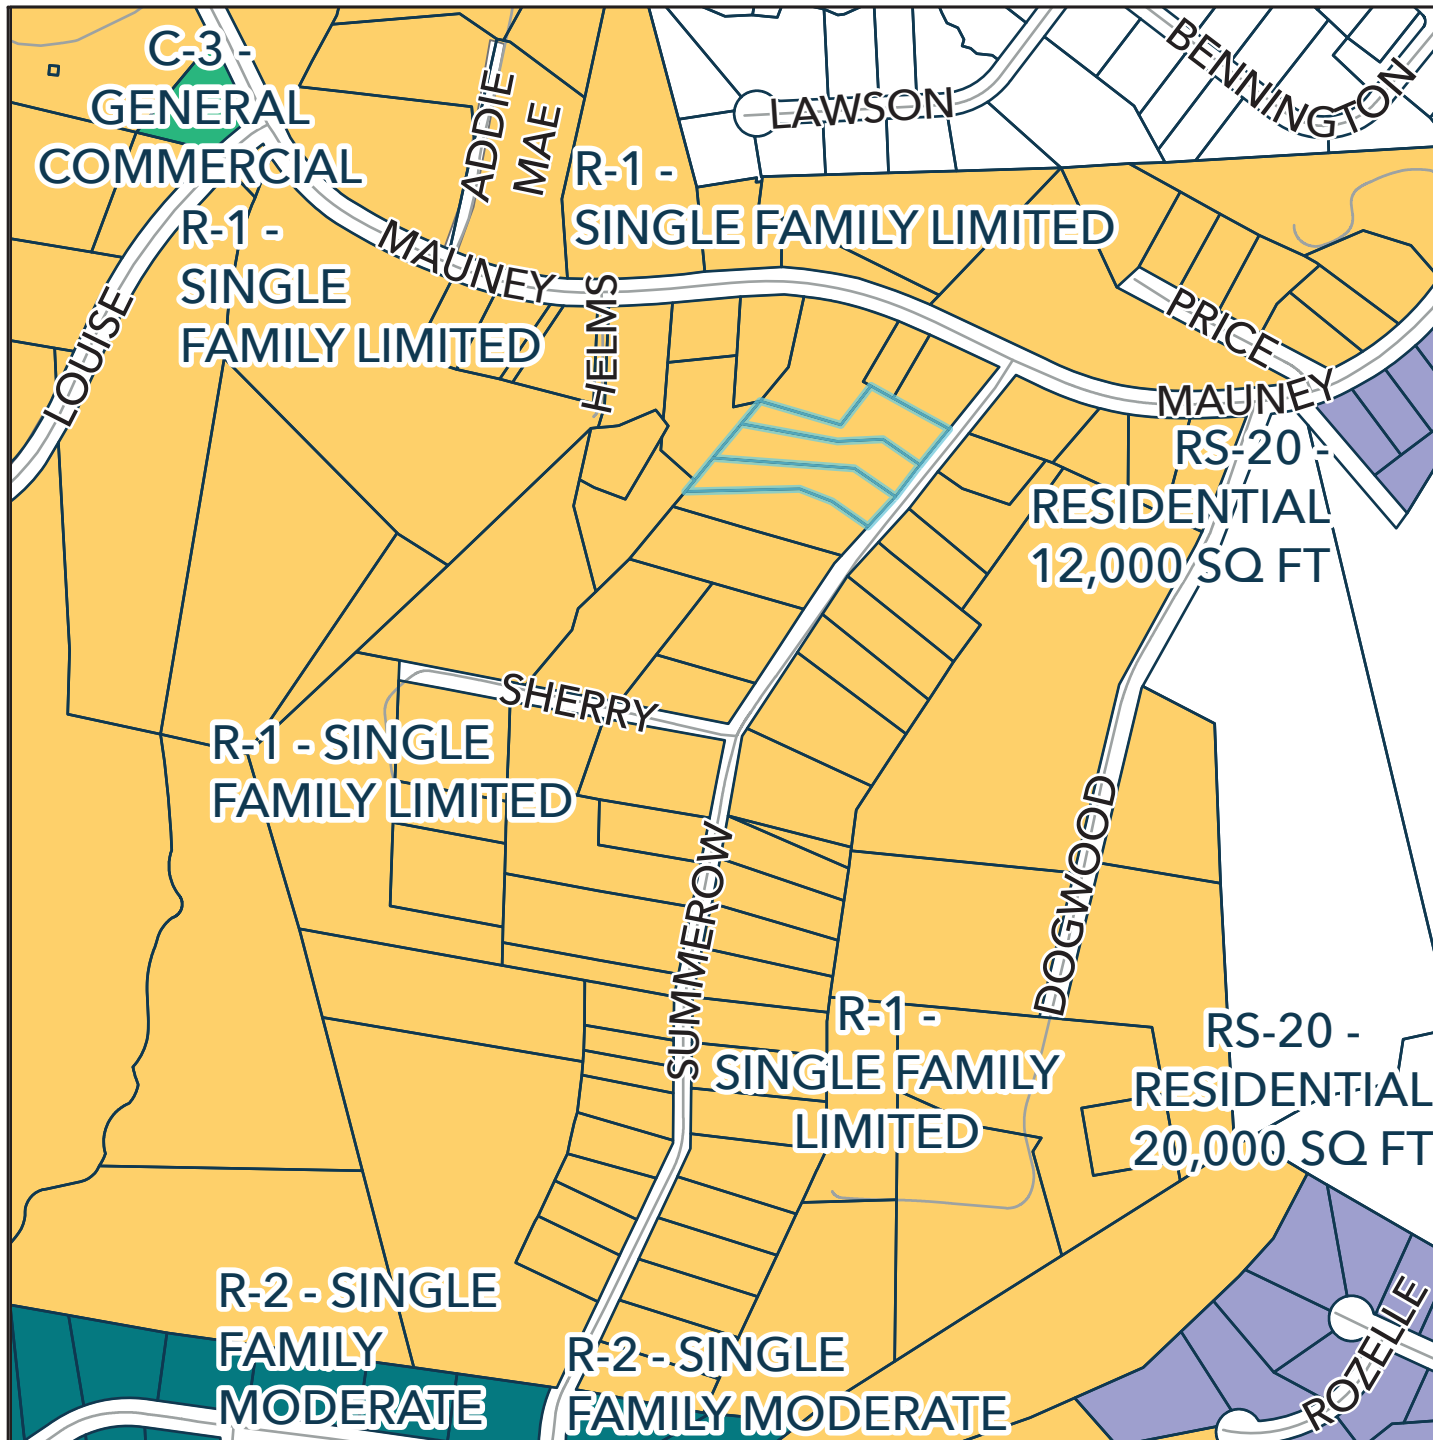 C-3 -
GENERAL
COMMERCIAL
ADDIE
MAE
LAWSON
BENNINGTON
R-1 -
SINGLE FAMILY LIMITED
R-1 -
SINGLE
FAMILY LIMITED
MAUNEY
LOUISE
HELMS
PRICE
MAUNEY
RS-20 -
RESIDENTIAL
12,000 SQ FT
SHERRY
R-1 - SINGLE
FAMILY LIMITED
SUMMEROW
DOGWOOD
R-1 -
SINGLE FAMILY
LIMITED
RS-20 -
RESIDENTIAL
20,000 SQ FT
R-2 - SINGLE
FAMILY
MODERATE
R-2 - SINGLE
FAMILY MODERATE
ROZELLE